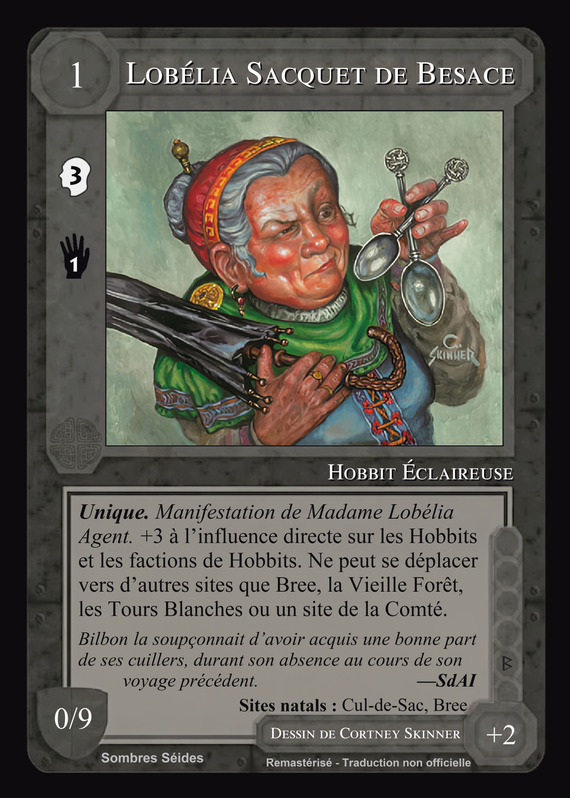 1
LOBÉLIA SACQUET DE BESACE
3
1
C.
SKINNER
HOBBIT ÉCLAIREUSE
Unique. Manifestation de Madame Lobélia
Agent. +3 à l’influence directe sur les Hobbits
et les factions de Hobbits. Ne peut se déplacer
vers d’autres sites que Bree, la Vieille Forêt,
les Tours Blanches ou un site de la Comté.
Bilbon la soupçonnait d’avoir acquis une bonne part
de ses cuillers, durant son absence au cours de son
voyage précédent. —SdAI
Sites natals : Cul-de-Sac, Bree
0/9
DESSIN DE CORTNEY SKINNER
+2
Sombres Séides
Remastérisé - Traduction non officielle